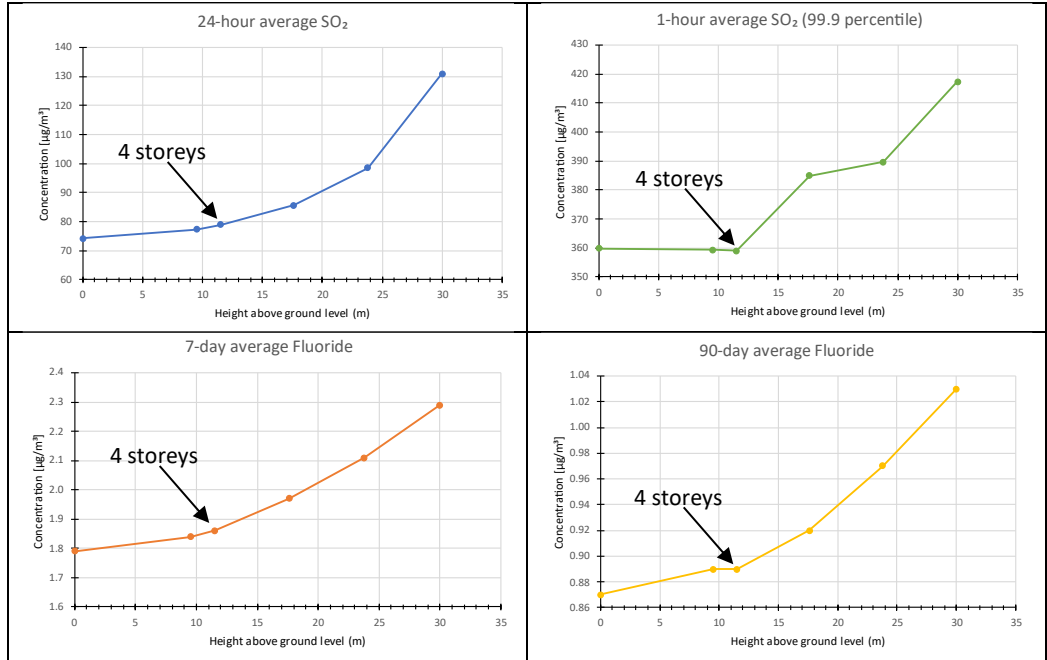 24-hour average SO₂
Concentration [µg/m³]
140
130
120
110
100
90
80
70
60
4 storeys
0 5 10 15 20 25 30 35
Height above ground level (m)
1-hour average SO₂ (99.9 percentile)
Concentration [µg/m³]
430
420
410
400
390
380
370
360
350
4 storeys
0 5 10 15 20 25 30 35
Height above ground level (m)
7-day average Fluoride
Concentration [µg/m³]
2.4
2.3
2.2
2.1
2.0
1.9
1.8
1.7
1.6
4 storeys
0 5 10 15 20 25 30 35
Height above ground level (m)
90-day average Fluoride
Concentration [µg/m³]
1.04
1.02
1.00
0.98
0.96
0.94
0.92
0.90
0.88
0.86
4 storeys
0 5 10 15 20 25 30 35
Height above ground level (m)